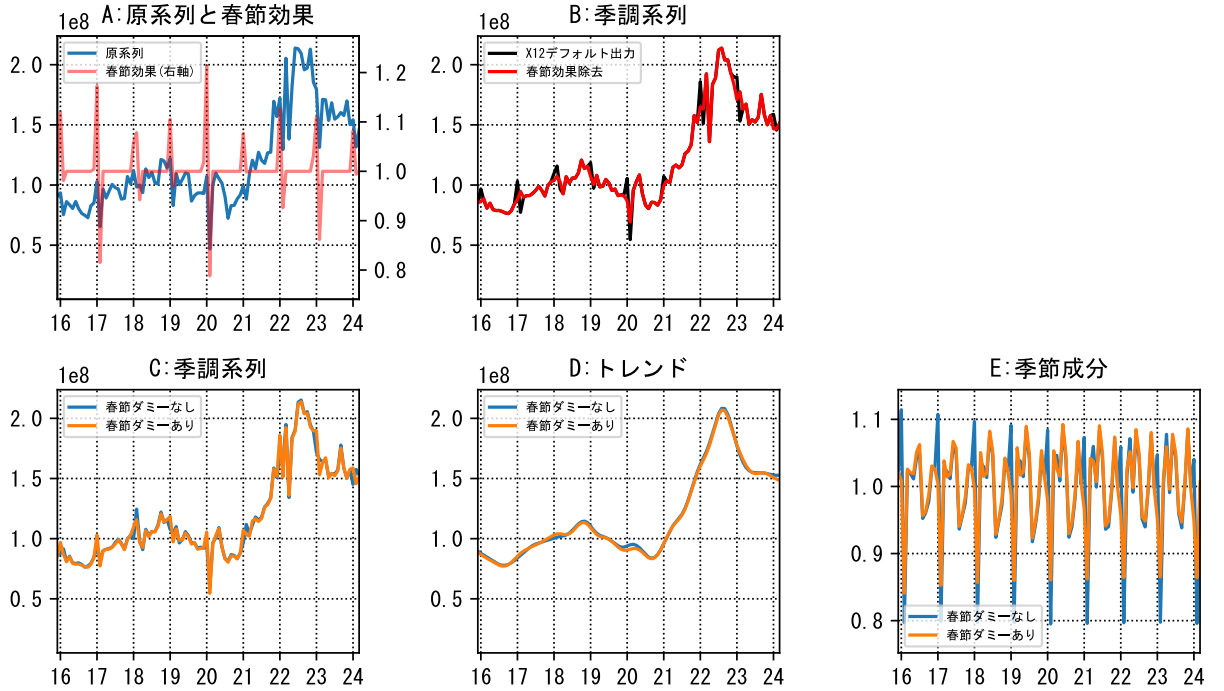 A:原系列と春節効果
1e8
原系列
春節効果(右軸)
2.0
1.5
1.0
0.5
1.2
1.1
1.0
0.9
0.8
16 17 18 19 20 21 22 23 24
B:季調系列
1e8
X12デフォルト出力
春節効果除去
2.0
1.5
1.0
0.5
16 17 18 19 20 21 22 23 24
C:季調系列
1e8
春節ダミーなし
春節ダミーあり
2.0
1.5
1.0
0.5
16 17 18 19 20 21 22 23 24
D:トレンド
1e8
春節ダミーなし
春節ダミーあり
2.0
1.5
1.0
0.5
16 17 18 19 20 21 22 23 24
E:季節成分
1.1
1.0
0.9
0.8
春節ダミーなし
春節ダミーあり
16 17 18 19 20 21 22 23 24